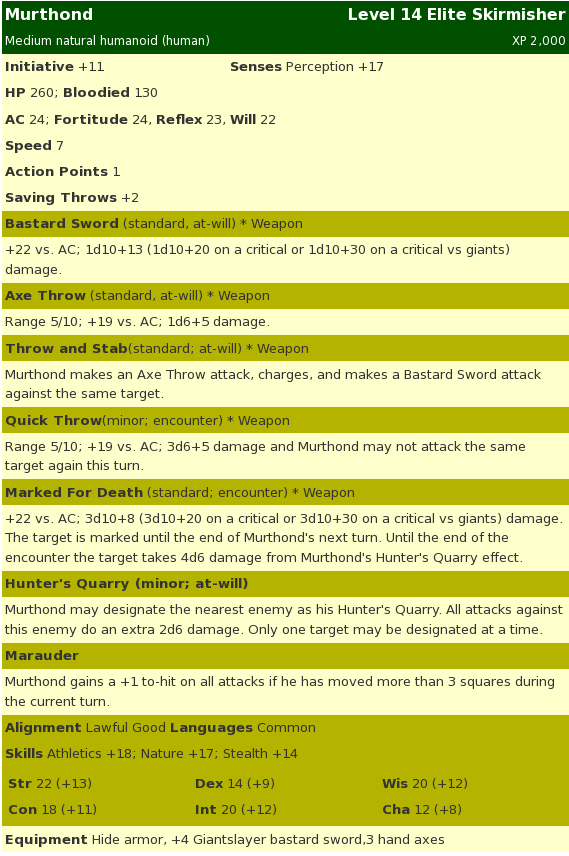 Murthond Level 14 Elite Skirmisher
Medium natural humanoid (human) XP 2,000
Initiative +11 Senses Perception +17
HP 260; Bloodied 130
AC 24; Fortitude 24, Reflex 23, Will 22
Speed 7
Action Points 1
Saving Throws +2
Bastard Sword (standard, at-will) * Weapon
+22 vs. AC; 1d10+13 (1d10+20 on a critical or 1d10+30 on a critical vs giants)
damage.
Axe Throw (standard, at-will) * Weapon
Range 5/10; +19 vs. AC; 1d6+5 damage.
Throw and Stab(standard; at-will) * Weapon
Murthond makes an Axe Throw attack, charges, and makes a Bastard Sword attack
against the same target.
Quick Throw(minor; encounter) * Weapon
Range 5/10; +19 vs. AC; 3d6+5 damage and Murthond may not attack the same
target again this turn.
Marked For Death (standard; encounter) * Weapon
+22 vs. AC; 3d10+8 (3d10+20 on a critical or 3d10+30 on a critical vs giants) damage.
The target is marked until the end of Murthond's next turn. Until the end of the
encounter the target takes 4d6 damage from Murthond's Hunter's Quarry effect.
Hunter's Quarry (minor; at-will)
Murthond may designate the nearest enemy as his Hunter's Quarry. All attacks against
this enemy do an extra 2d6 damage. Only one target may be designated at a time.
Marauder
Murthond gains a +1 to-hit on all attacks if he has moved more than 3 squares during
the current turn.
Alignment Lawful Good Languages Common
Skills Athletics +18; Nature +17; Stealth +14
Str 22 (+13) Dex 14 (+9) Wis 20 (+12)
Con 18 (+11) Int 20 (+12) Cha 12 (+8)
Equipment Hide armor, +4 Giantslayer bastard sword,3 hand axes